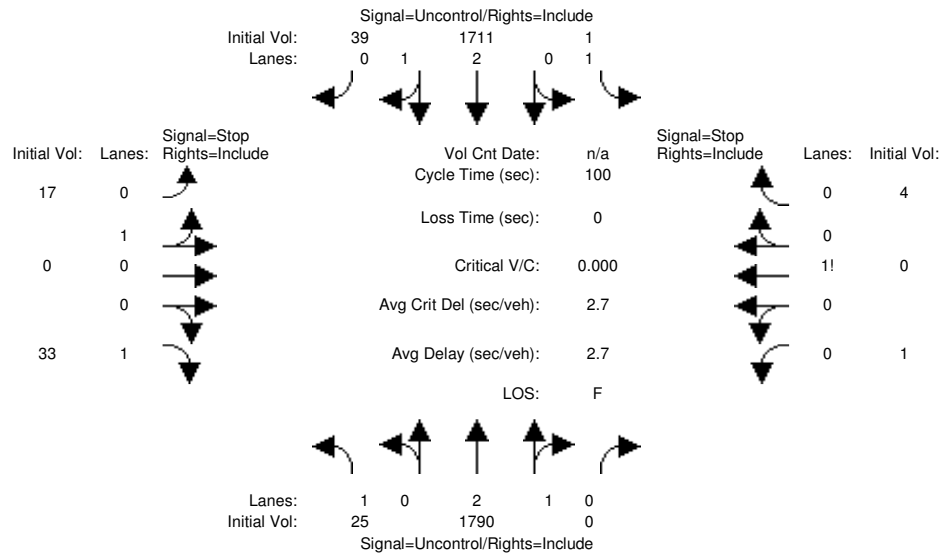 Signal=Uncontrol/Rights=Include
Initial Vol: 39 1711 1
Lanes: 0 1 2 0 1
Signal=Stop Signal=Stop
Initial Vol: Lanes: Rights=Include Vol Cnt Date: n/a Rights=Include Lanes: Initial Vol:
Cycle Time (sec): 100
17 0 0 4
Loss Time (sec): 0
1 0
0 0 Critical V/C: 0.000 1! 0
0 Avg Crit Del (sec/veh): 2.7 0
33 1 Avg Delay (sec/veh): 2.7 0 1
LOS: F
Lanes: 1 0 2 1 0
Initial Vol: 25 1790 0
Signal=Uncontrol/Rights=Include